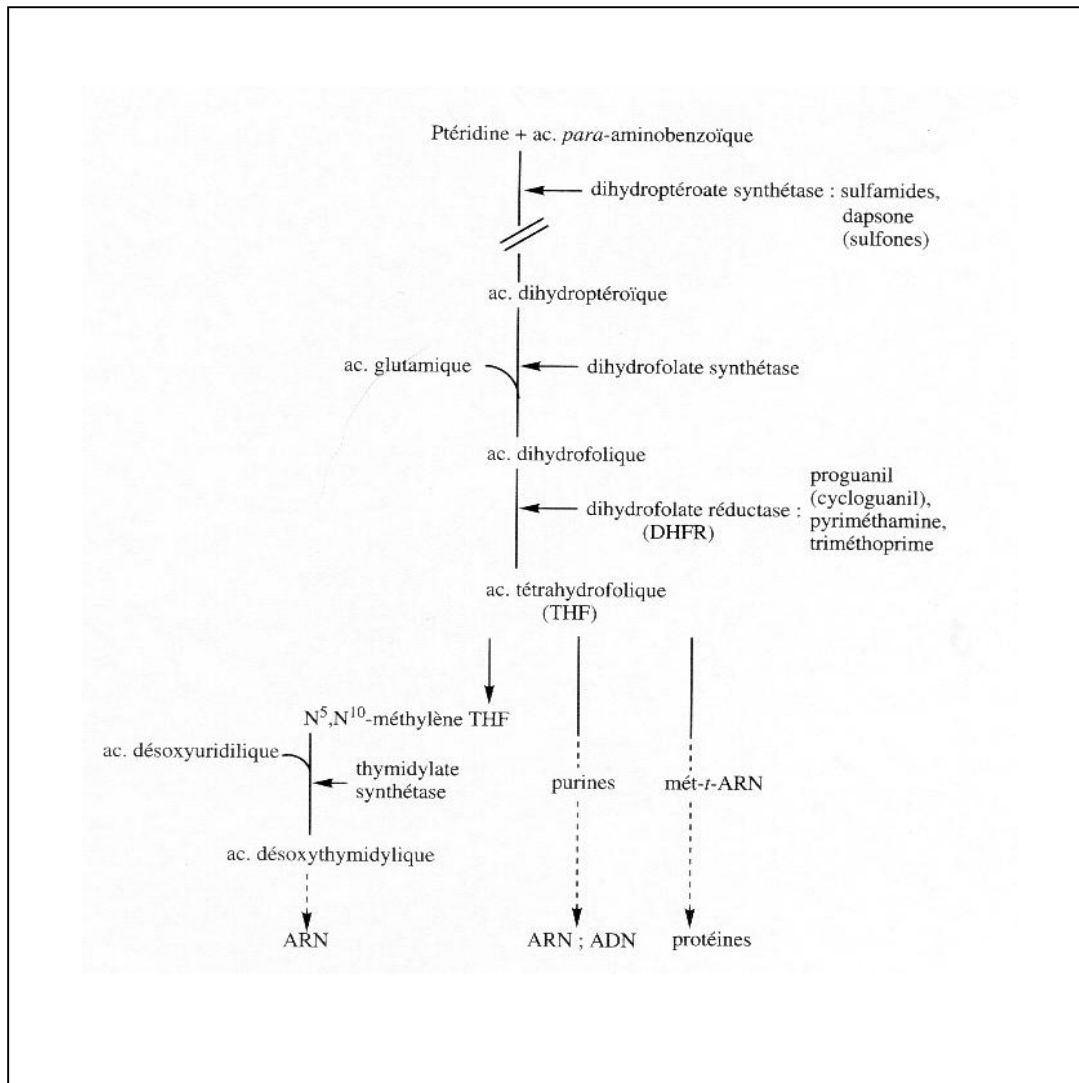 Ptéridine + ac. para-aminobenzoïque
dihydroptéroate synthétase : sulfamides,
dapsone
(sulfones)
ac. dihydroptéroïque
ac. glutamique
dihydrofolate synthétase
ac. dihydrofolique
dihydrofolate réductase :
(DHFR)
proguanil
(cycloguanil),
pyriméthamine,
triméthoprime
ac. tétrahydrofolique
(THF)
N⁵,N¹⁰-méthylène THF
ac. désoxyuridilique
thymidylate
synthétase
purines
mét-t-ARN
ac. désoxythymidylique
ARN
ARN ; ADN
protéines